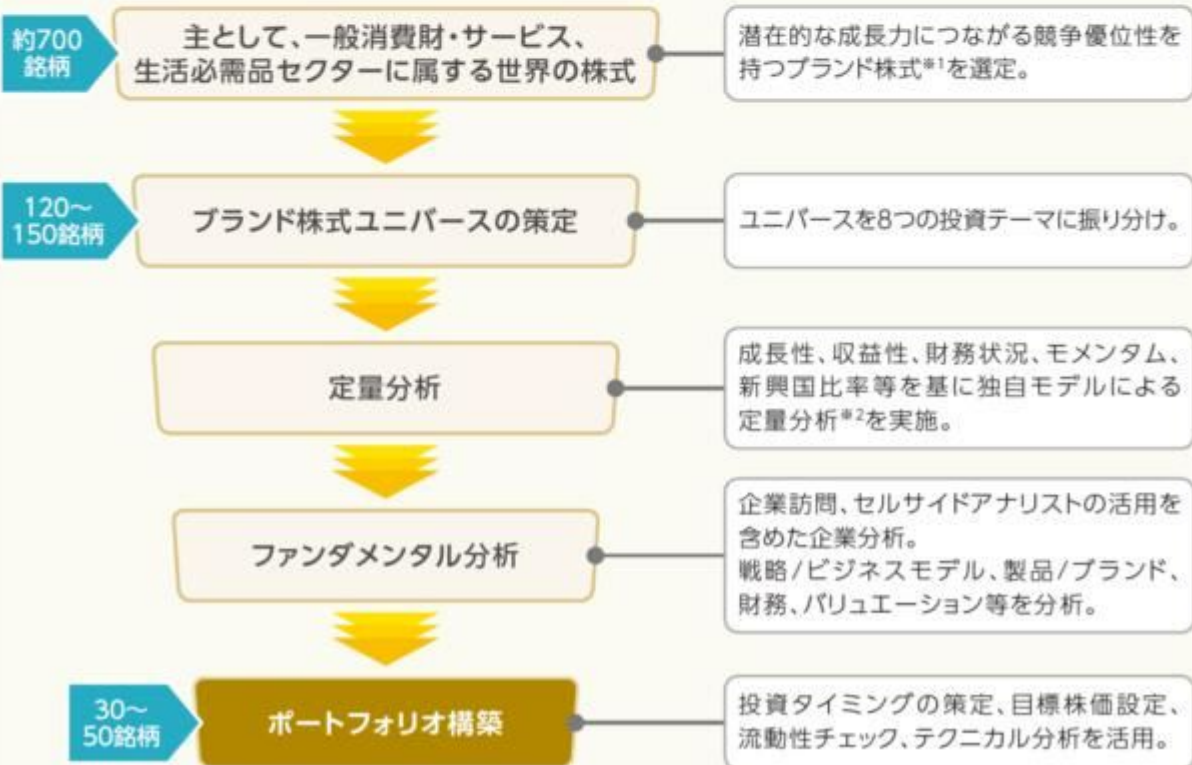 約700
銘柄
主として、一般消費財・サービス、
生活必需品セクターに属する世界の株式
潜在的な成長力につながる競争優位性を
持つブランド株式※1を選定。
120～
150銘柄
ブランド株式ユニバースの策定
ユニバースを8つの投資テーマに振り分け。
定量分析
成長性、収益性、財務状況、モメンタム、
新興国比率等を基に独自モデルによる
定量分析※2を実施。
ファンダメンタル分析
企業訪問、セルサイドアナリストの活用を
含めた企業分析。
戦略/ビジネスモデル、製品/ブランド、
財務、バリュエーション等を分析。
30～
50銘柄
ポートフォリオ構築
投資タイミングの策定、目標株価設定、
流動性チェック、テクニカル分析を活用。